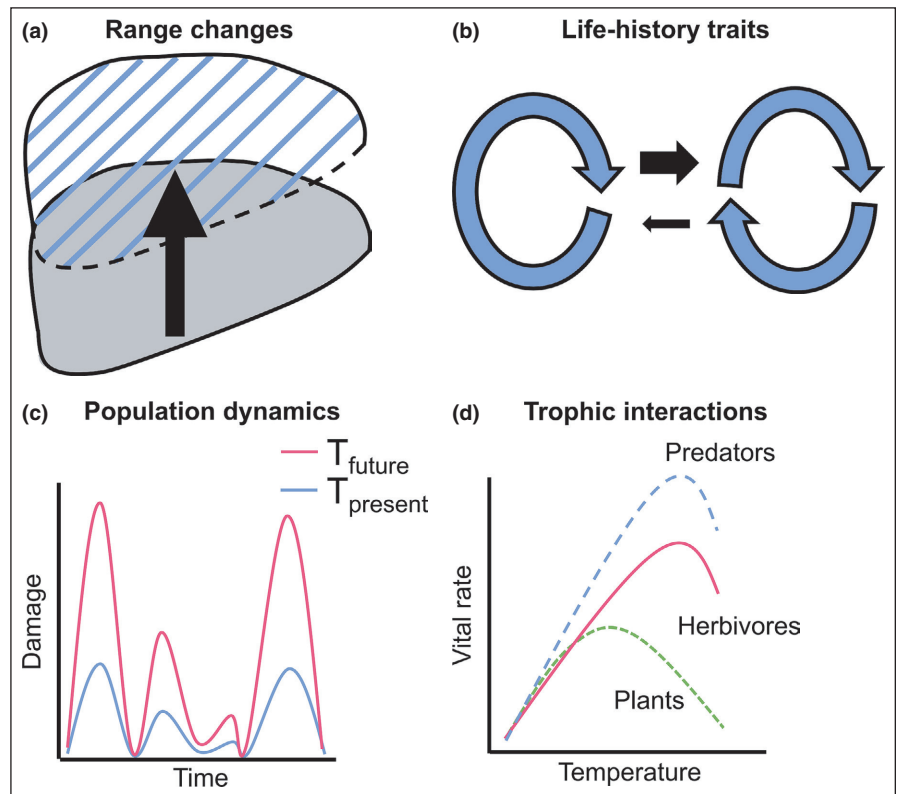 (a) Range changes
(b) Life-history traits
(c) Population dynamics
T future
T present
Damage
Time
(d) Trophic interactions
Predators
Herbivores
Plants
Vital rate
Temperature